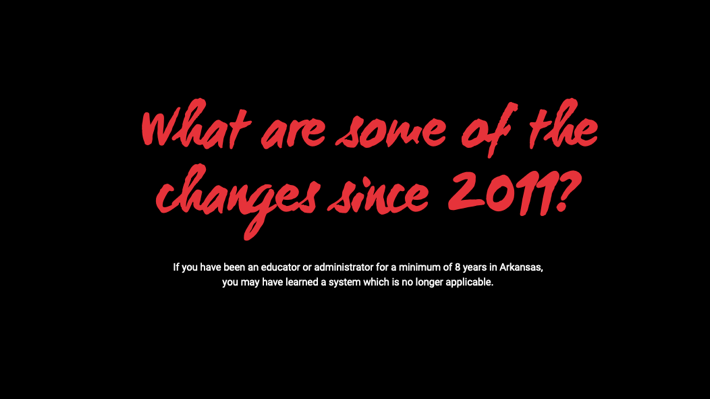 What are some of the
changes since 2011?
If you have been an educator or administrator for a minimum of 8 years in Arkansas,
you may have learned a system which is no longer applicable.